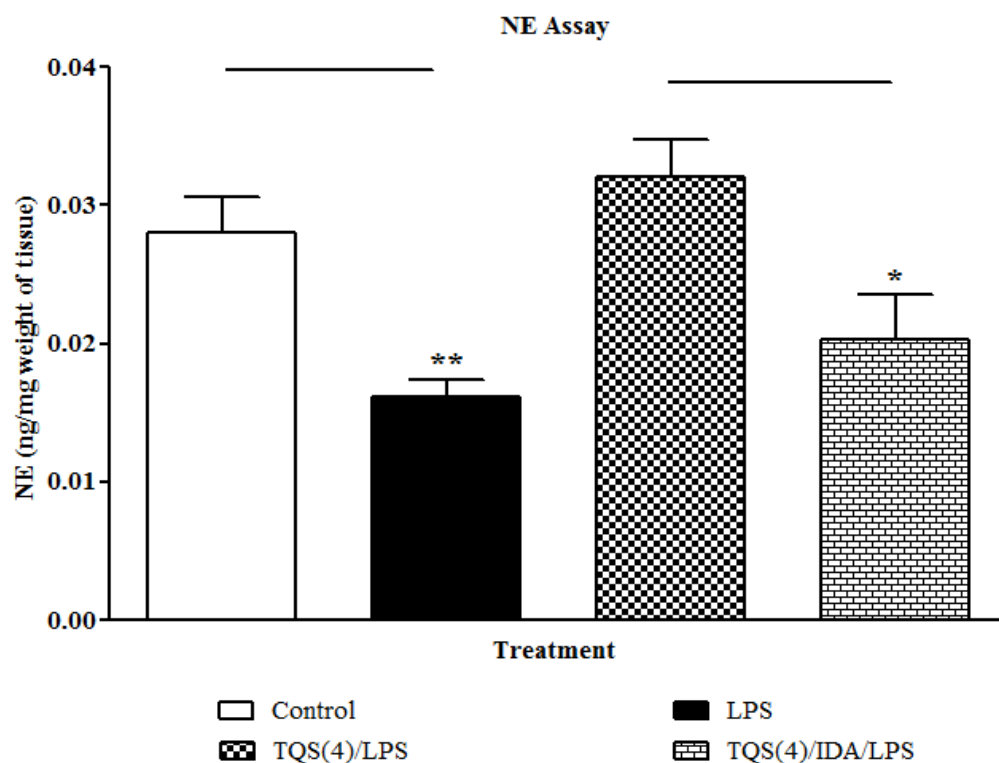 NE Assay
0.04
0.03
0.02
0.01
0.00
NE (ng/mg weight of tissue)
**
*
Treatment
Control
LPS
TQS(4)/LPS
TQS(4)/IDA/LPS